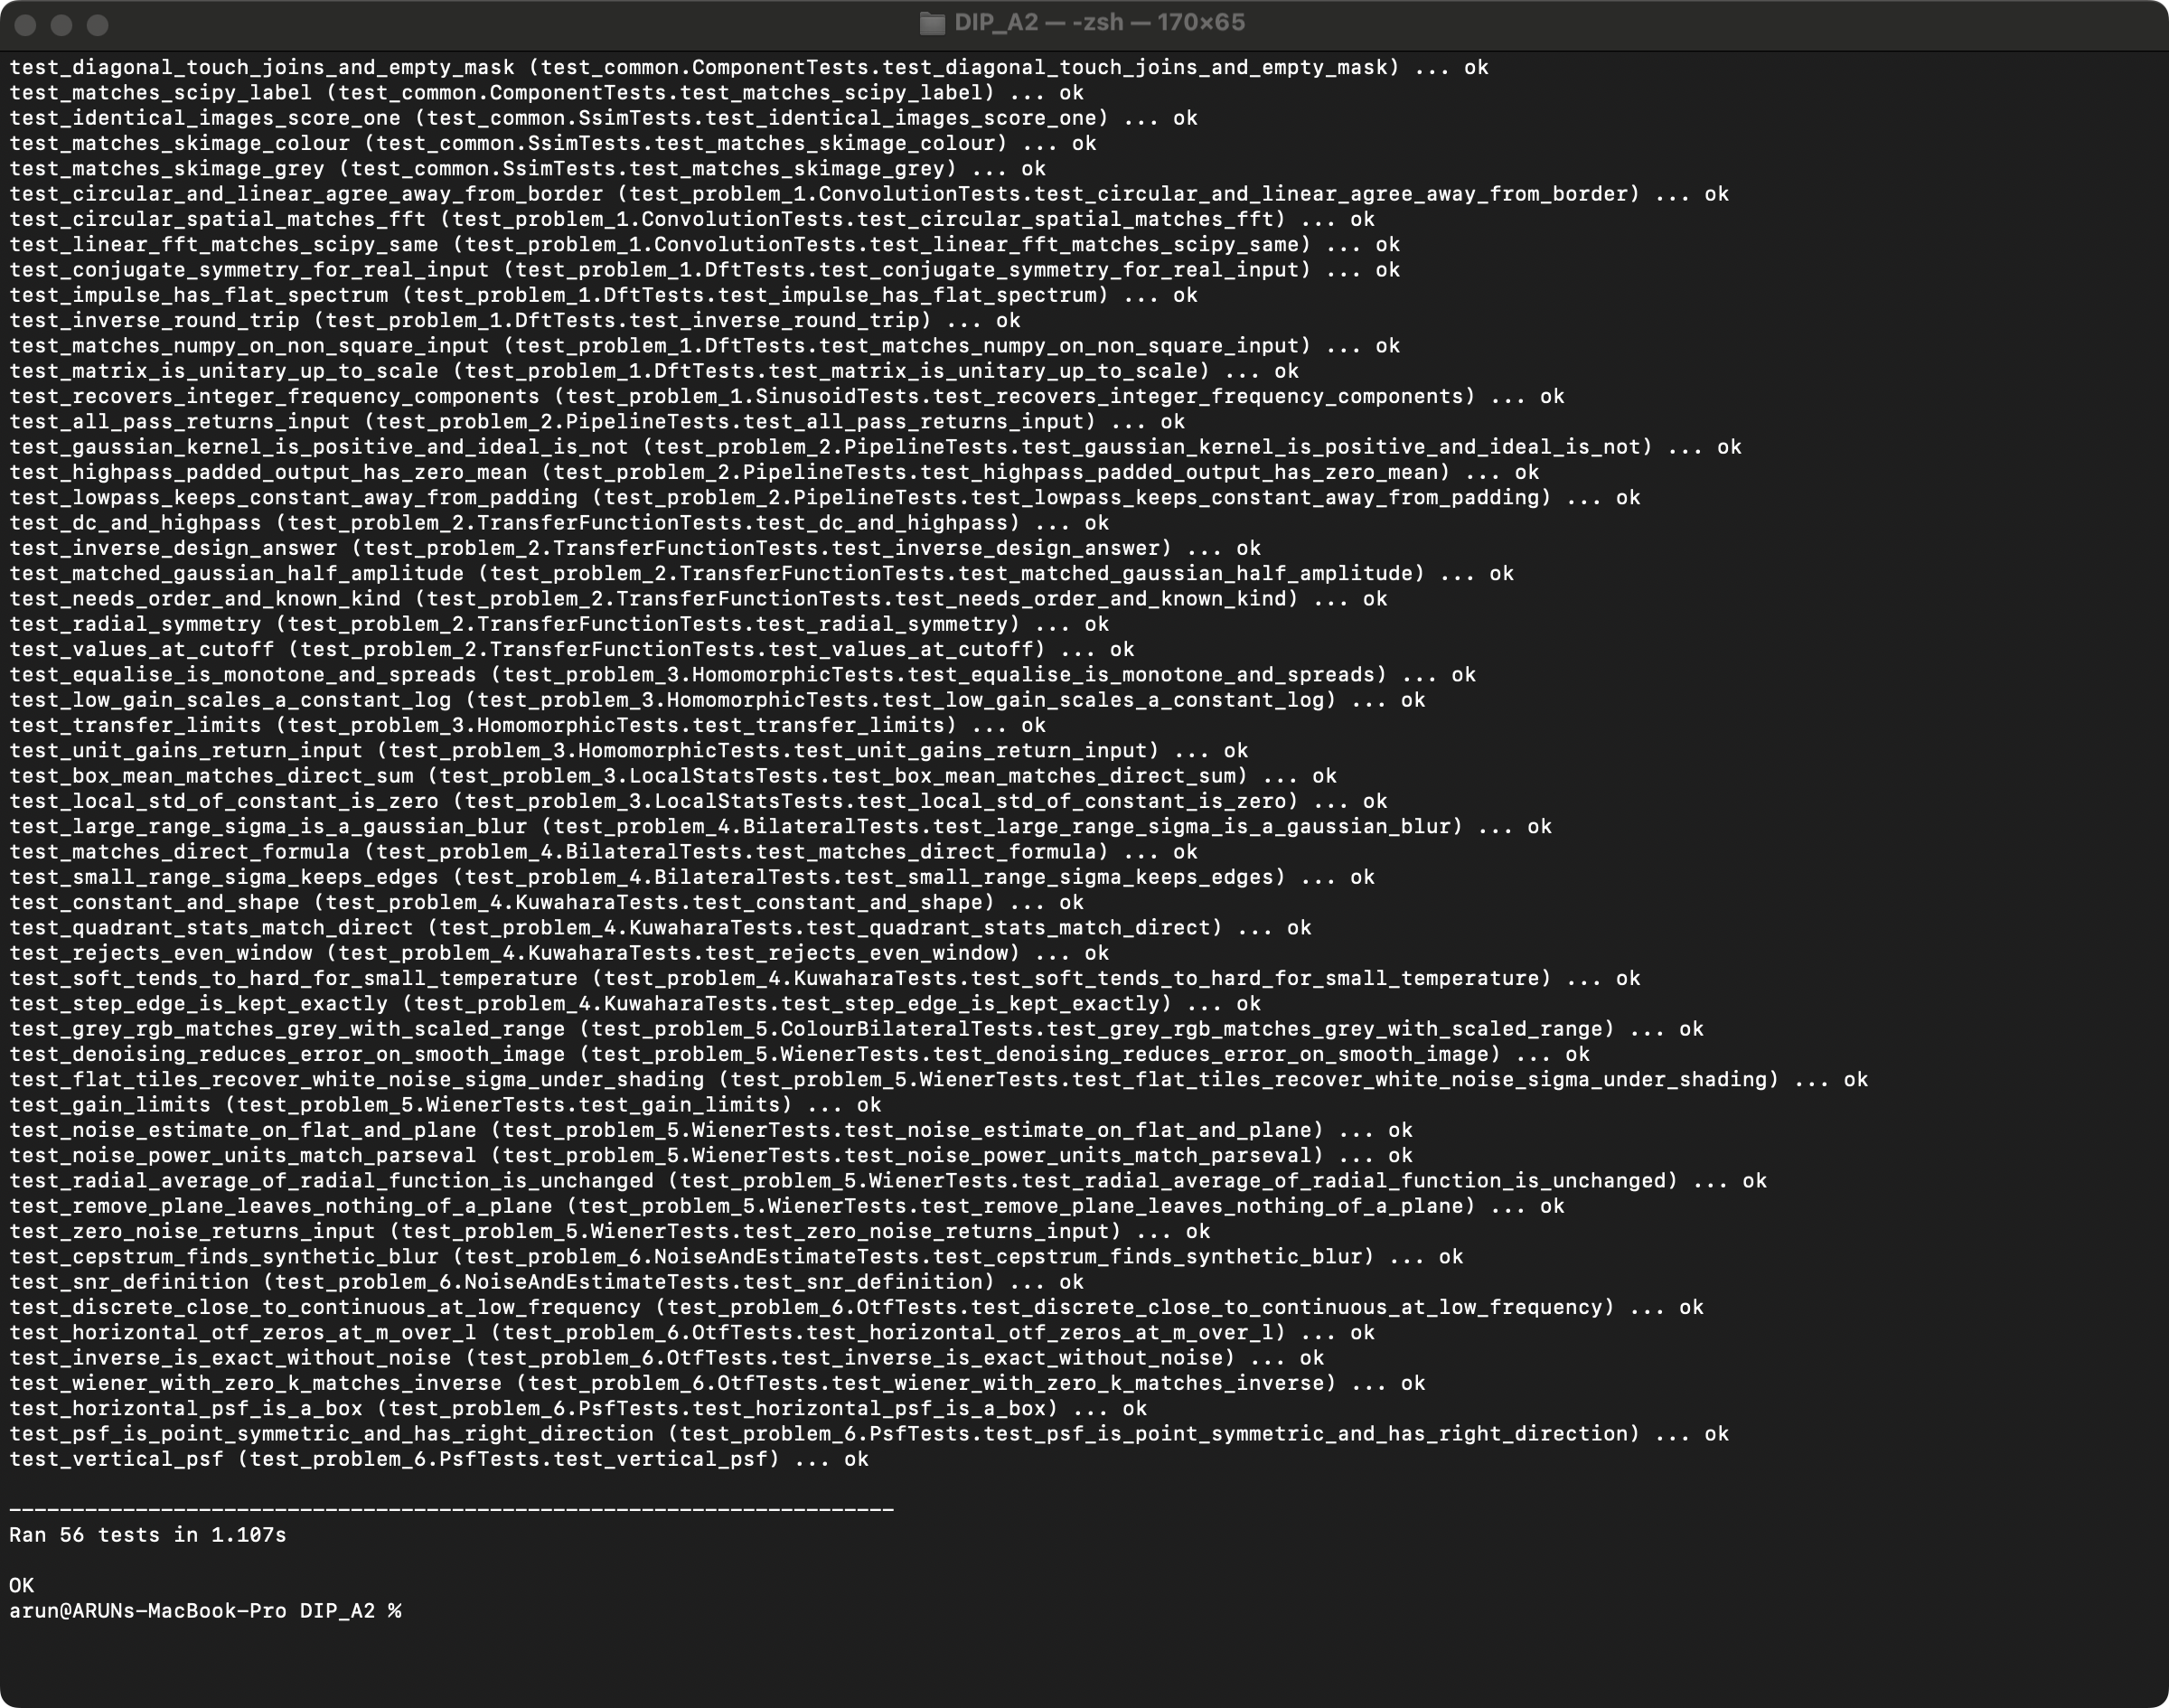 DIP_A2 — -zsh — 170×65
test_diagonal_touch_joins_and_empty_mask (test_common.ComponentTests.test_diagonal_touch_joins_and_empty_mask) ... ok
test_matches_scipy_label (test_common.ComponentTests.test_matches_scipy_label) ... ok
test_identical_images_score_one (test_common.SsimTests.test_identical_images_score_one) ... ok
test_matches_skimage_colour (test_common.SsimTests.test_matches_skimage_colour) ... ok
test_matches_skimage_grey (test_common.SsimTests.test_matches_skimage_grey) ... ok
test_circular_and_linear_agree_away_from_border (test_problem_1.ConvolutionTests.test_circular_and_linear_agree_away_from_border) ... ok
test_circular_spatial_matches_fft (test_problem_1.ConvolutionTests.test_circular_spatial_matches_fft) ... ok
test_linear_fft_matches_scipy_same (test_problem_1.ConvolutionTests.test_linear_fft_matches_scipy_same) ... ok
test_conjugate_symmetry_for_real_input (test_problem_1.DftTests.test_conjugate_symmetry_for_real_input) ... ok
test_impulse_has_flat_spectrum (test_problem_1.DftTests.test_impulse_has_flat_spectrum) ... ok
test_inverse_round_trip (test_problem_1.DftTests.test_inverse_round_trip) ... ok
test_matches_numpy_on_non_square_input (test_problem_1.DftTests.test_matches_numpy_on_non_square_input) ... ok
test_matrix_is_unitary_up_to_scale (test_problem_1.DftTests.test_matrix_is_unitary_up_to_scale) ... ok
test_recovers_integer_frequency_components (test_problem_1.SinusoidTests.test_recovers_integer_frequency_components) ... ok
test_all_pass_returns_input (test_problem_2.PipelineTests.test_all_pass_returns_input) ... ok
test_gaussian_kernel_is_positive_and_ideal_is_not (test_problem_2.PipelineTests.test_gaussian_kernel_is_positive_and_ideal_is_not) ... ok
test_highpass_padded_output_has_zero_mean (test_problem_2.PipelineTests.test_highpass_padded_output_has_zero_mean) ... ok
test_lowpass_keeps_constant_away_from_padding (test_problem_2.PipelineTests.test_lowpass_keeps_constant_away_from_padding) ... ok
test_dc_and_highpass (test_problem_2.TransferFunctionTests.test_dc_and_highpass) ... ok
test_inverse_design_answer (test_problem_2.TransferFunctionTests.test_inverse_design_answer) ... ok
test_matched_gaussian_half_amplitude (test_problem_2.TransferFunctionTests.test_matched_gaussian_half_amplitude) ... ok
test_needs_order_and_known_kind (test_problem_2.TransferFunctionTests.test_needs_order_and_known_kind) ... ok
test_radial_symmetry (test_problem_2.TransferFunctionTests.test_radial_symmetry) ... ok
test_values_at_cutoff (test_problem_2.TransferFunctionTests.test_values_at_cutoff) ... ok
test_equalise_is_monotone_and_spreads (test_problem_3.HomomorphicTests.test_equalise_is_monotone_and_spreads) ... ok
test_low_gain_scales_a_constant_log (test_problem_3.HomomorphicTests.test_low_gain_scales_a_constant_log) ... ok
test_transfer_limits (test_problem_3.HomomorphicTests.test_transfer_limits) ... ok
test_unit_gains_return_input (test_problem_3.HomomorphicTests.test_unit_gains_return_input) ... ok
test_box_mean_matches_direct_sum (test_problem_3.LocalStatsTests.test_box_mean_matches_direct_sum) ... ok
test_local_std_of_constant_is_zero (test_problem_3.LocalStatsTests.test_local_std_of_constant_is_zero) ... ok
test_large_range_sigma_is_a_gaussian_blur (test_problem_4.BilateralTests.test_large_range_sigma_is_a_gaussian_blur) ... ok
test_matches_direct_formula (test_problem_4.BilateralTests.test_matches_direct_formula) ... ok
test_small_range_sigma_keeps_edges (test_problem_4.BilateralTests.test_small_range_sigma_keeps_edges) ... ok
test_constant_and_shape (test_problem_4.KuwaharaTests.test_constant_and_shape) ... ok
test_quadrant_stats_match_direct (test_problem_4.KuwaharaTests.test_quadrant_stats_match_direct) ... ok
test_rejects_even_window (test_problem_4.KuwaharaTests.test_rejects_even_window) ... ok
test_soft_tends_to_hard_for_small_temperature (test_problem_4.KuwaharaTests.test_soft_tends_to_hard_for_small_temperature) ... ok
test_step_edge_is_kept_exactly (test_problem_4.KuwaharaTests.test_step_edge_is_kept_exactly) ... ok
test_grey_rgb_matches_grey_with_scaled_range (test_problem_5.ColourBilateralTests.test_grey_rgb_matches_grey_with_scaled_range) ... ok
test_denoising_reduces_error_on_smooth_image (test_problem_5.WienerTests.test_denoising_reduces_error_on_smooth_image) ... ok
test_flat_tiles_recover_white_noise_sigma_under_shading (test_problem_5.WienerTests.test_flat_tiles_recover_white_noise_sigma_under_shading) ... ok
test_gain_limits (test_problem_5.WienerTests.test_gain_limits) ... ok
test_noise_estimate_on_flat_and_plane (test_problem_5.WienerTests.test_noise_estimate_on_flat_and_plane) ... ok
test_noise_power_units_match_parseval (test_problem_5.WienerTests.test_noise_power_units_match_parseval) ... ok
test_radial_average_of_radial_function_is_unchanged (test_problem_5.WienerTests.test_radial_average_of_radial_function_is_unchanged) ... ok
test_remove_plane_leaves_nothing_of_a_plane (test_problem_5.WienerTests.test_remove_plane_leaves_nothing_of_a_plane) ... ok
test_zero_noise_returns_input (test_problem_5.WienerTests.test_zero_noise_returns_input) ... ok
test_cepstrum_finds_synthetic_blur (test_problem_6.NoiseAndEstimateTests.test_cepstrum_finds_synthetic_blur) ... ok
test_snr_definition (test_problem_6.NoiseAndEstimateTests.test_snr_definition) ... ok
test_discrete_close_to_continuous_at_low_frequency (test_problem_6.OtfTests.test_discrete_close_to_continuous_at_low_frequency) ... ok
test_horizontal_otf_zeros_at_m_over_l (test_problem_6.OtfTests.test_horizontal_otf_zeros_at_m_over_l) ... ok
test_inverse_is_exact_without_noise (test_problem_6.OtfTests.test_inverse_is_exact_without_noise) ... ok
test_wiener_with_zero_k_matches_inverse (test_problem_6.OtfTests.test_wiener_with_zero_k_matches_inverse) ... ok
test_horizontal_psf_is_a_box (test_problem_6.PsfTests.test_horizontal_psf_is_a_box) ... ok
test_psf_is_point_symmetric_and_has_right_direction (test_problem_6.PsfTests.test_psf_is_point_symmetric_and_has_right_direction) ... ok
test_vertical_psf (test_problem_6.PsfTests.test_vertical_psf) ... ok
----------------------------------------------------------------------
Ran 56 tests in 1.107s
OK
arun@ARUNs-MacBook-Pro DIP_A2 %